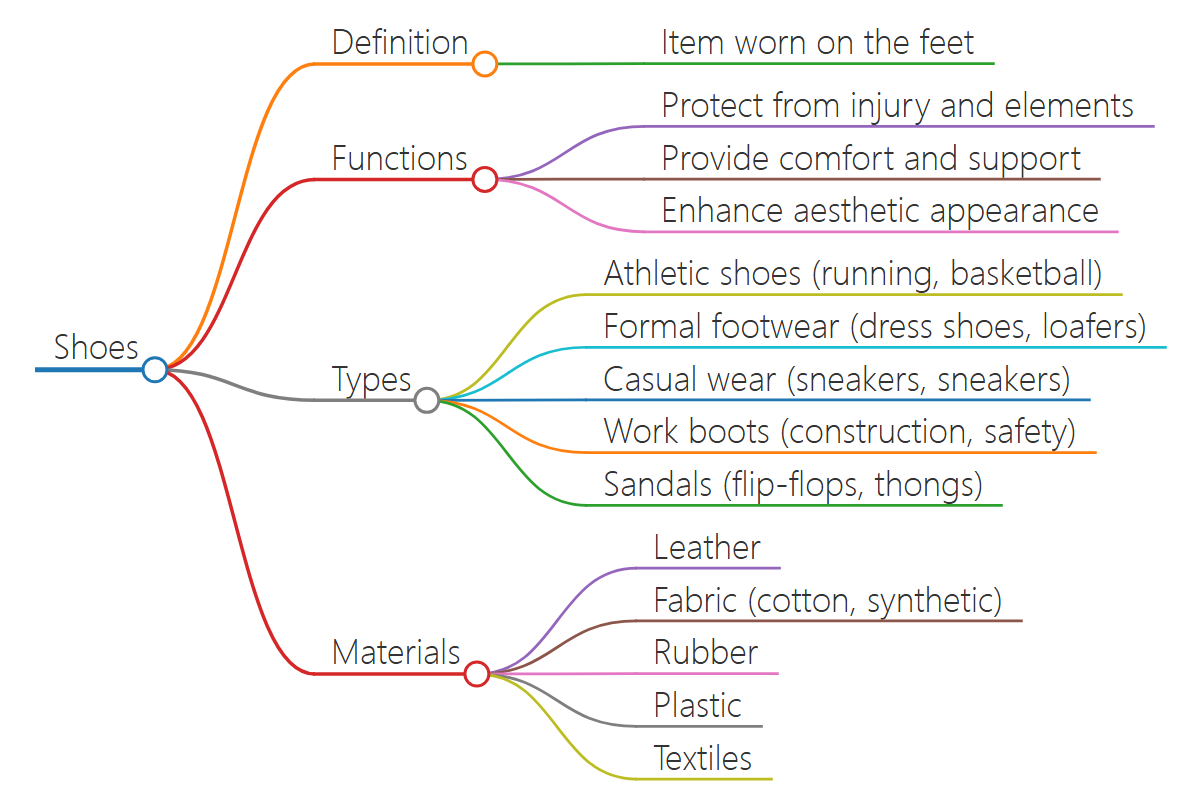 Shoes
Definition
Item worn on the feet
Functions
Protect from injury and elements
Provide comfort and support
Enhance aesthetic appearance
Types
Athletic shoes (running, basketball)
Formal footwear (dress shoes, loafers)
Casual wear (sneakers, sneakers)
Work boots (construction, safety)
Sandals (flip-flops, thongs)
Materials
Leather
Fabric (cotton, synthetic)
Rubber
Plastic
Textiles